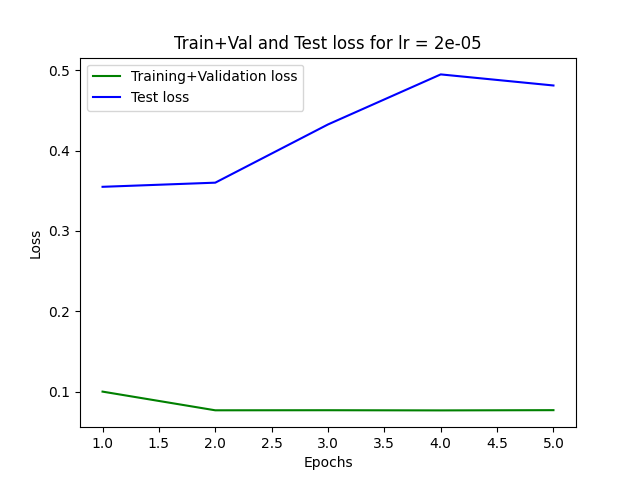 Train+Val and Test loss for lr = 2e-05
Training+Validation loss
Test loss
0.5
0.4
0.3
0.2
0.1
Loss
1.0 1.5 2.0 2.5 3.0 3.5 4.0 4.5 5.0
Epochs